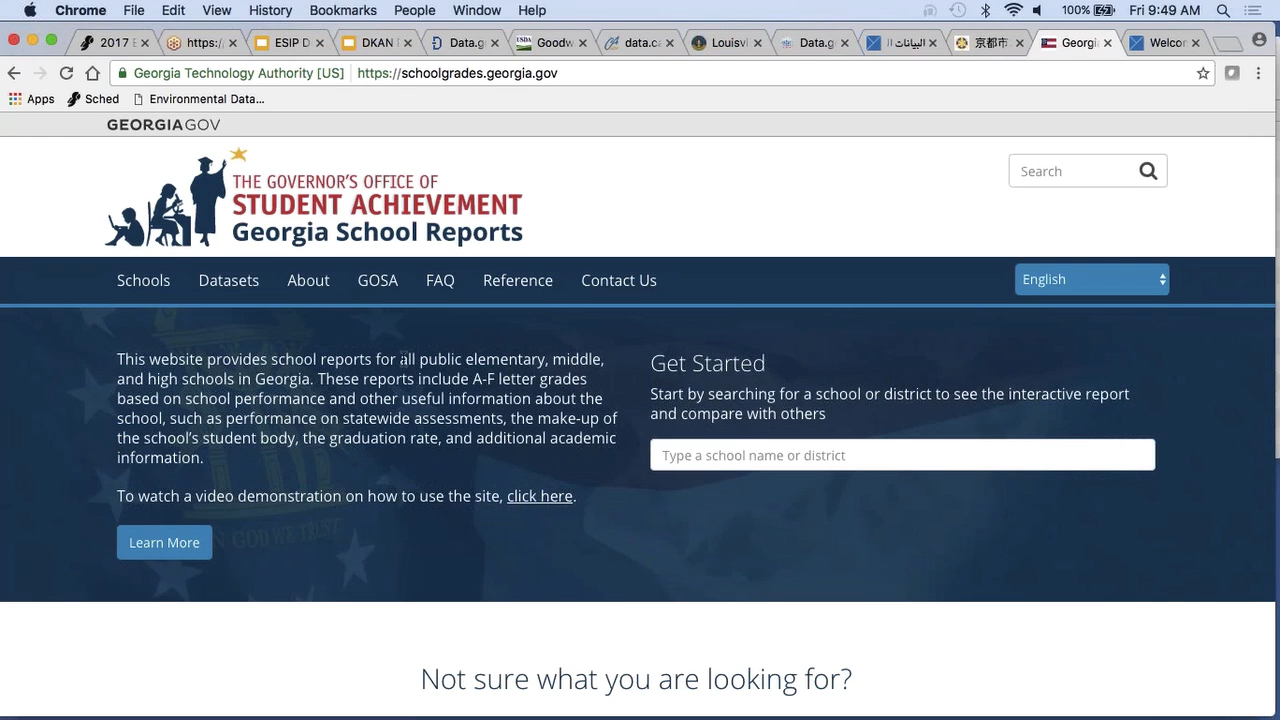 Chrome File Edit View History Bookmarks People Window Help 100% Fri 9:49 AM
2017 E https:/ ESIP D DKAN Data.g Goodw data.c Louisvi Data.g البيانات ال 京都市 Georgi Welco
Georgia Technology Authority [US] https://schoolgrades.georgia.gov
Apps Sched Environmental Data...
GEORGIAGOV
THE GOVERNOR'S OFFICE OF
STUDENT ACHIEVEMENT
Georgia School Reports
Search
Schools Datasets About GOSA FAQ Reference Contact Us English
This website provides school reports for all public elementary, middle,
and high schools in Georgia. These reports include A-F letter grades
based on school performance and other useful information about the
school, such as performance on statewide assessments, the make-up of
the school's student body, the graduation rate, and additional academic
information.
To watch a video demonstration on how to use the site, click here.
Learn More
Get Started
Start by searching for a school or district to see the interactive report
and compare with others
Type a school name or district
GOD WE TRUST
Not sure what you are looking for?